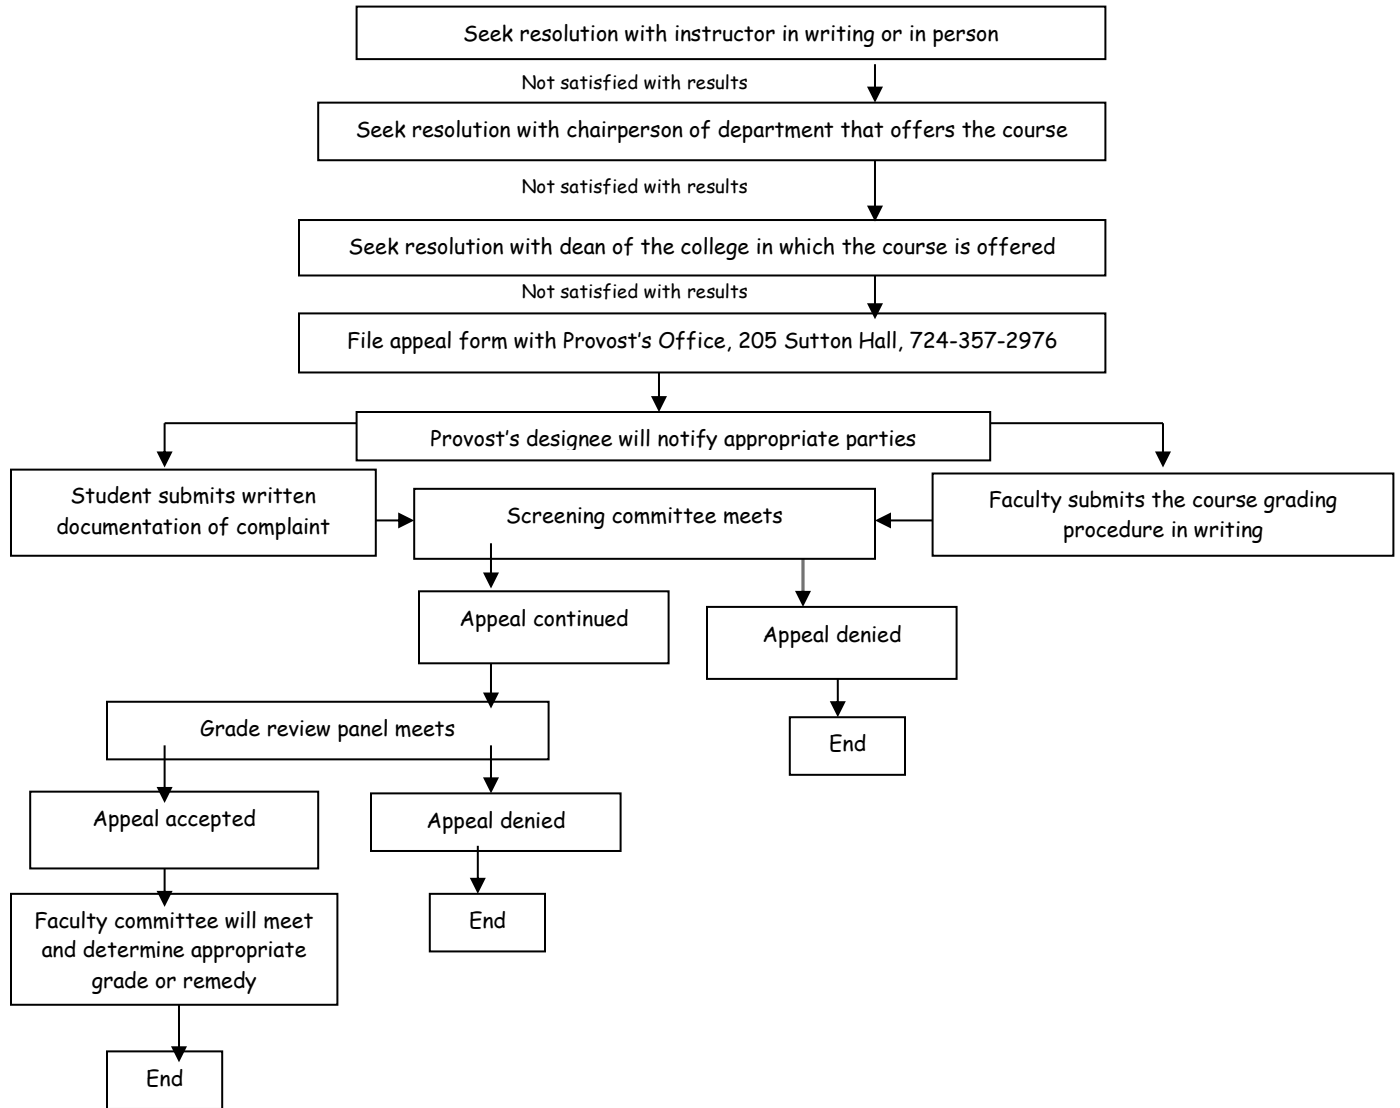 Seek resolution with instructor in writing or in person
Not satisfied with results
Seek resolution with chairperson of department that offers the course
Not satisfied with results
Seek resolution with dean of the college in which the course is offered
Not satisfied with results
File appeal form with Provost's Office, 205 Sutton Hall, 724-357-2976
Provost's designee will notify appropriate parties
Student submits written
documentation of complaint
Screening committee meets
Faculty submits the course grading
procedure in writing
Appeal continued
Appeal denied
Grade review panel meets
End
Appeal accepted
Appeal denied
Faculty committee will meet
and determine appropriate
grade or remedy
End
End